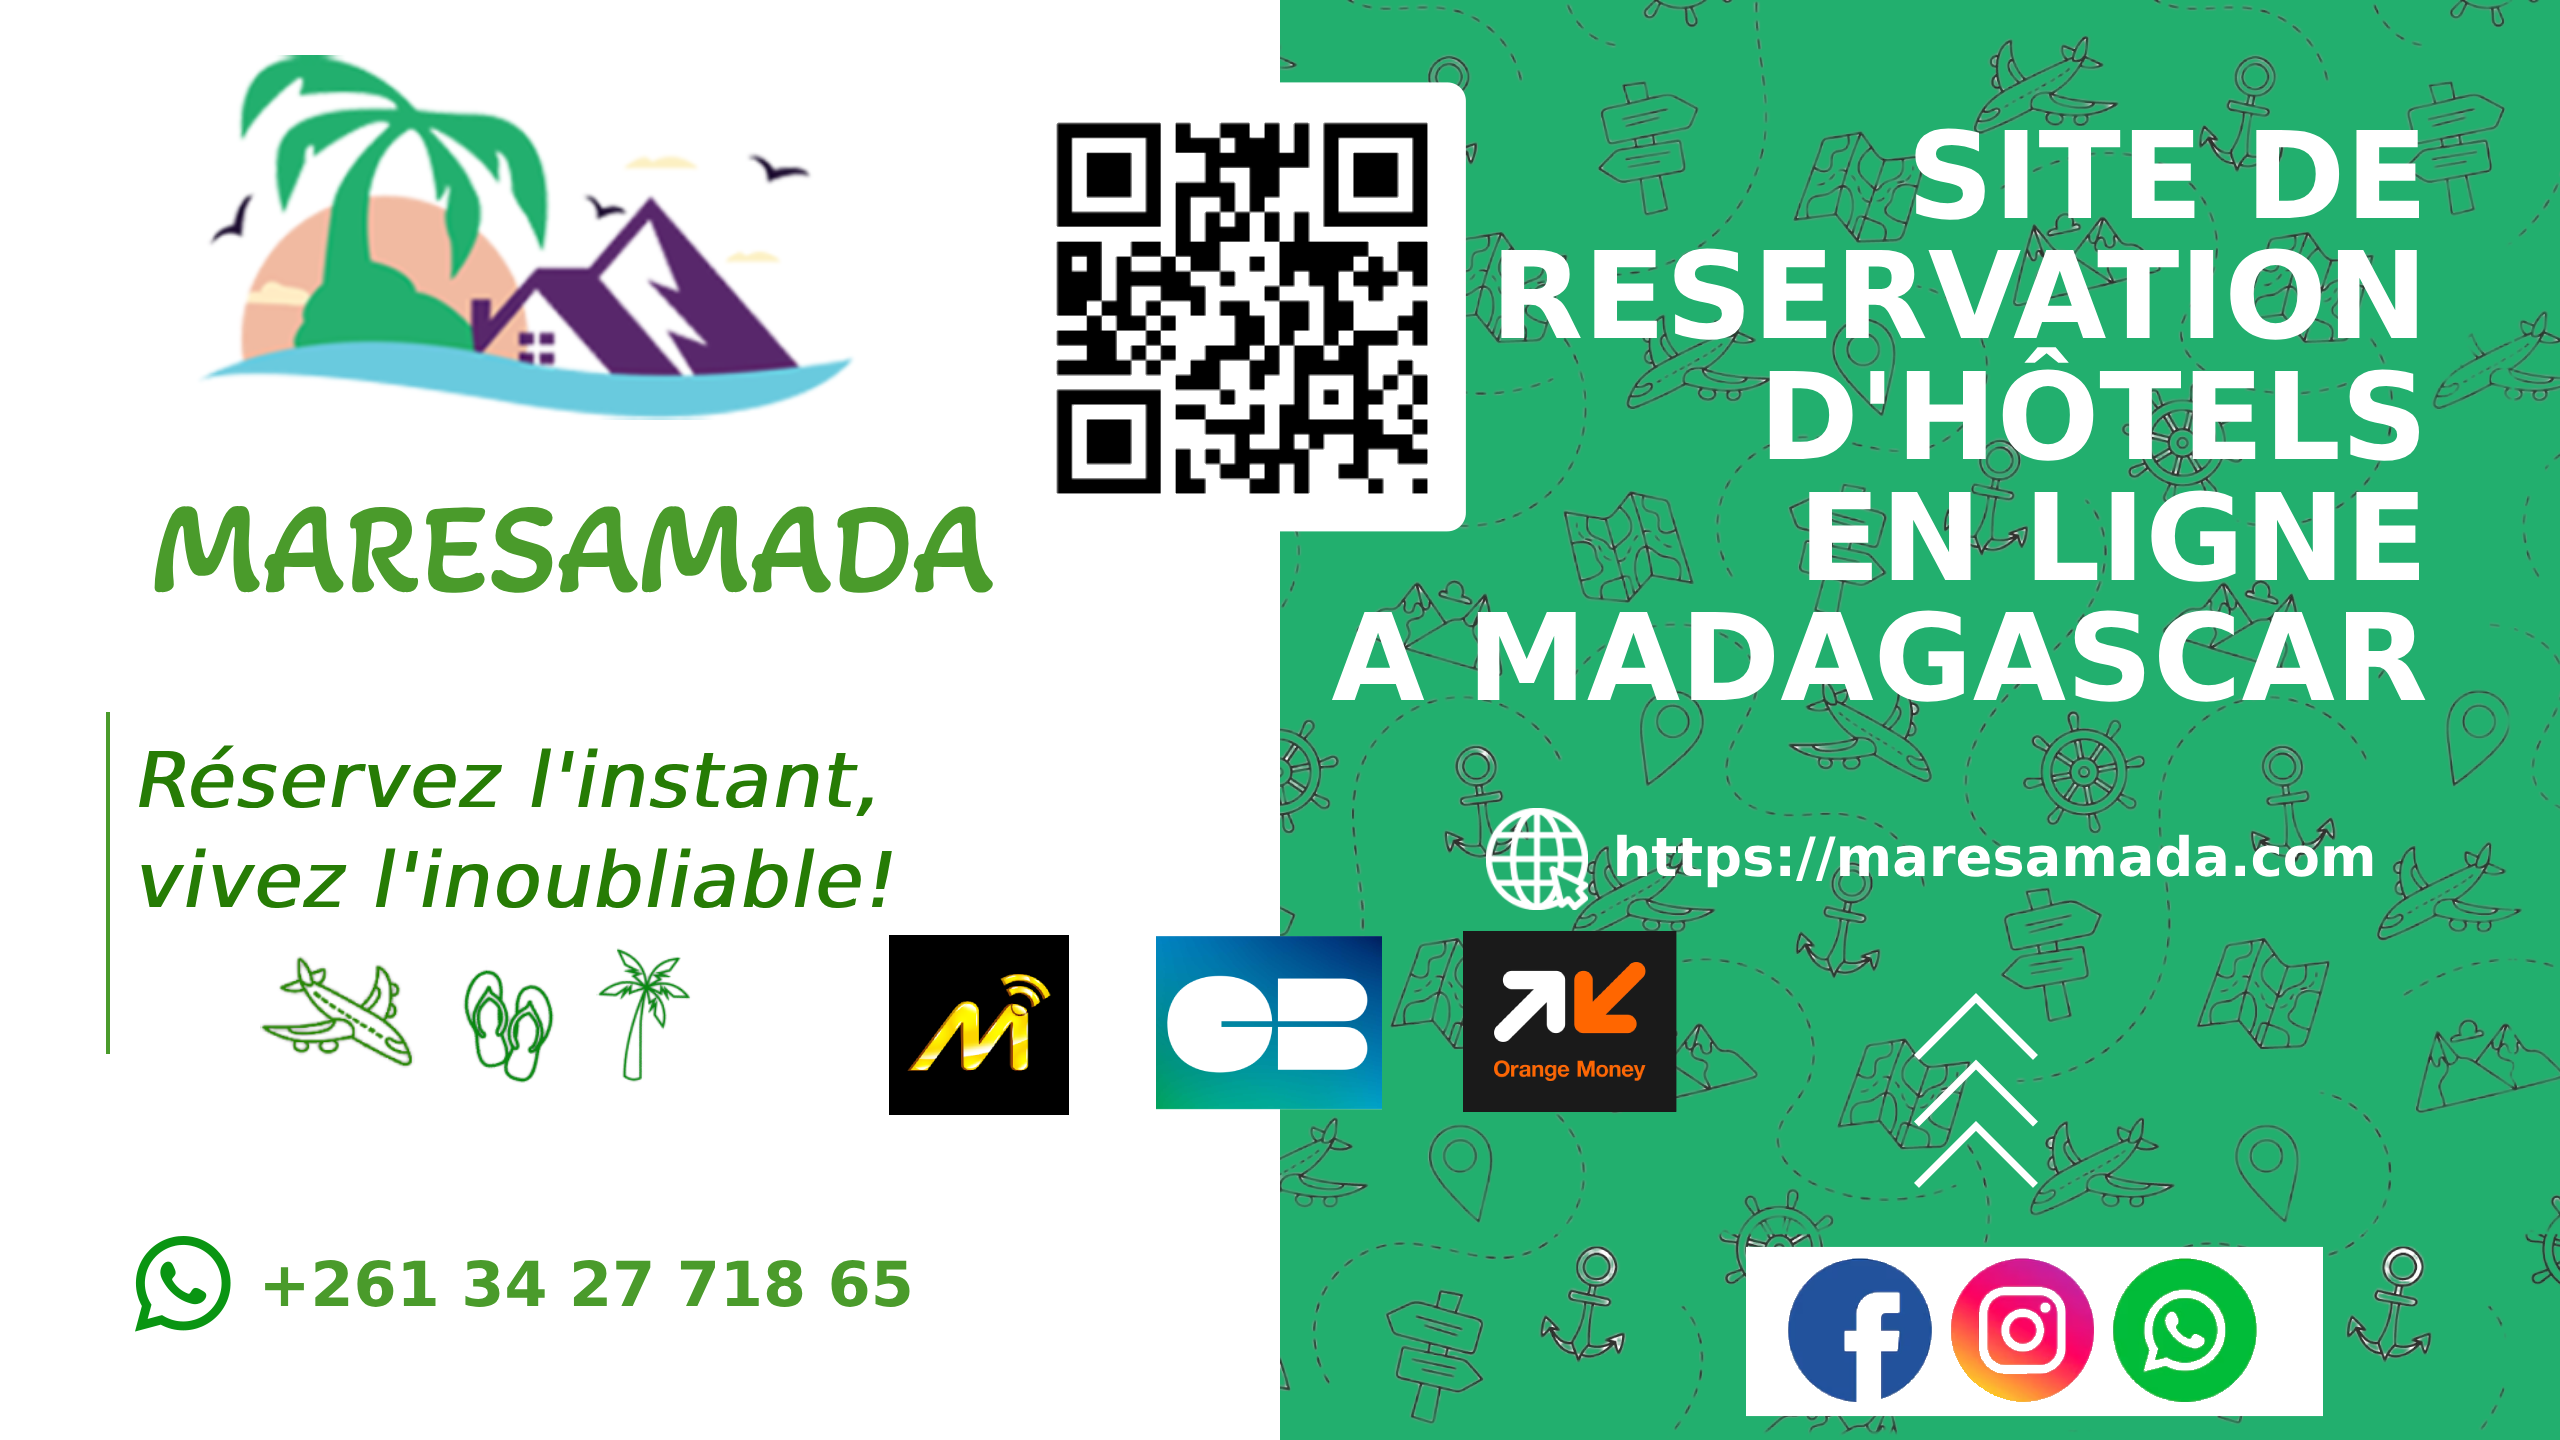 MARESAMADA
Réservez l'instant,
vivez l'inoubliable!
+261 34 27 718 65
SITE DE
RESERVATION
D'HÔTELS
EN LIGNE
A MADAGASCAR
https://maresamada.com
M
CB
Orange Money